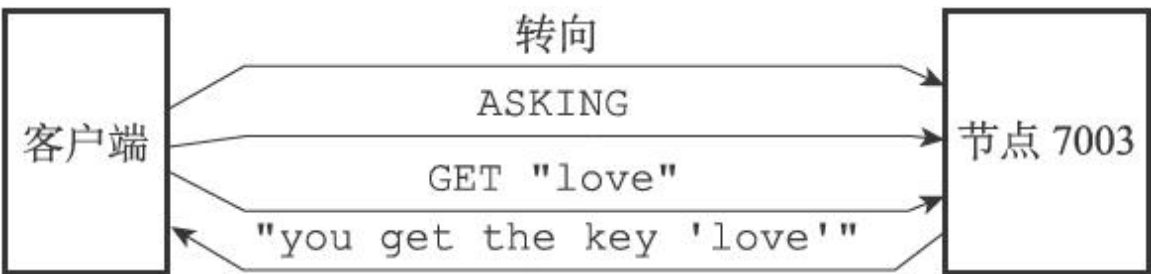 转向
ASKING
客户端
节点 7003
GET "love"
"you get the key 'love'"